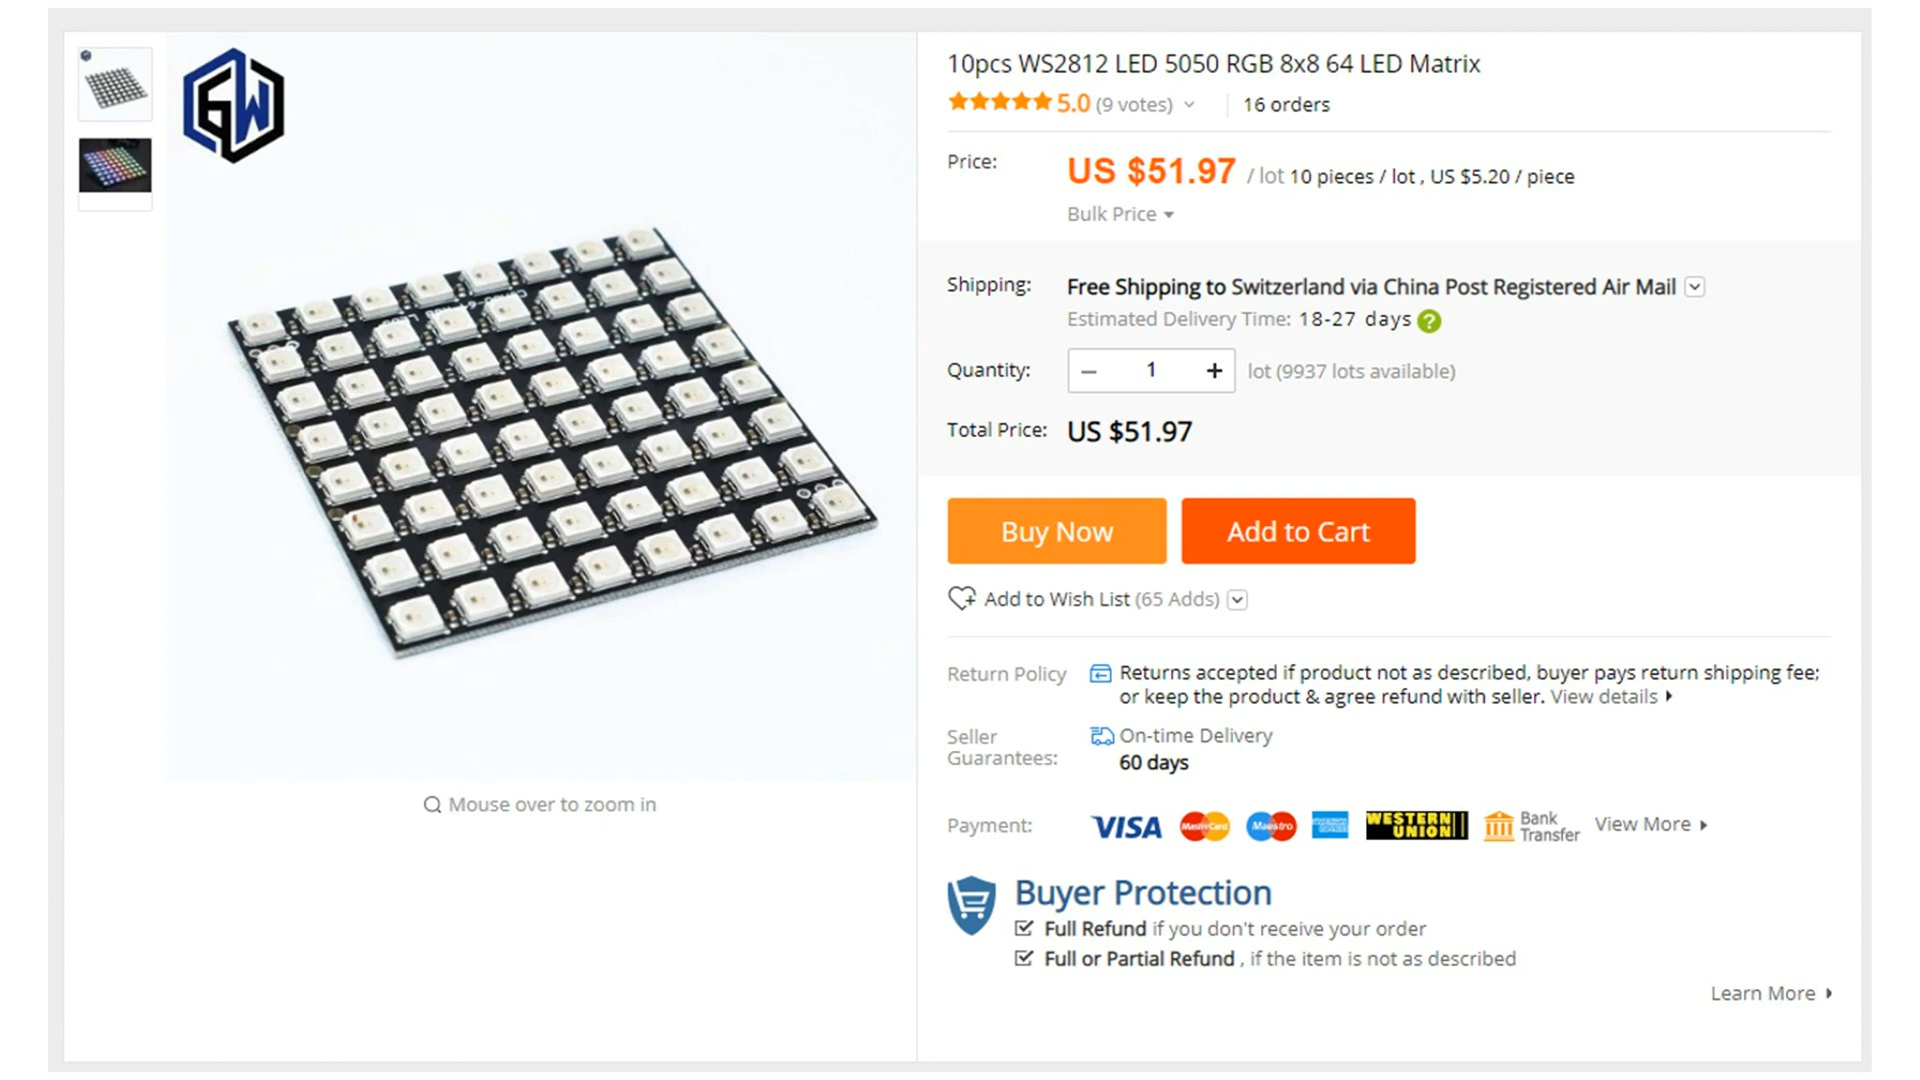 10pcs WS2812 LED 5050 RGB 8x8 64 LED Matrix
5.0 (9 votes) 16 orders
Price: US $51.97 / lot 10 pieces / lot , US $5.20 / piece
Bulk Price
Shipping: Free Shipping to Switzerland via China Post Registered Air Mail
Estimated Delivery Time: 18-27 days ?
Quantity: − 1 + lot (9937 lots available)
Total Price: US $51.97
Buy Now Add to Cart
Add to Wish List (65 Adds)
Return Policy Returns accepted if product not as described, buyer pays return shipping fee;
or keep the product & agree refund with seller. View details
Seller Guarantees: On-time Delivery
60 days
Mouse over to zoom in
Payment: VISA MasterCard Maestro WESTERN UNION Bank Transfer View More
Buyer Protection
Full Refund if you don't receive your order
Full or Partial Refund , if the item is not as described
Learn More